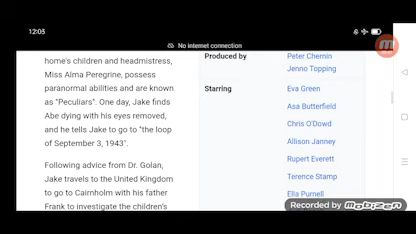 12:03
No internet connection
home's children and headmistress,
Miss Alma Peregrine, possess
paranormal abilities and are known
as "Peculiars". One day, Jake finds
Abe dying with his eyes removed,
and he tells Jake to go to "the loop
of September 3, 1943".
Following advice from Dr. Golan,
Jake travels to the United Kingdom
to go to Cairnholm with his father
Frank to investigate the children's
Produced by
Peter Chernin
Jenno Topping
Starring
Eva Green
Asa Butterfield
Chris O'Dowd
Allison Janney
Rupert Everett
Terence Stamp
Ella Purnell
Recorded by mobizen